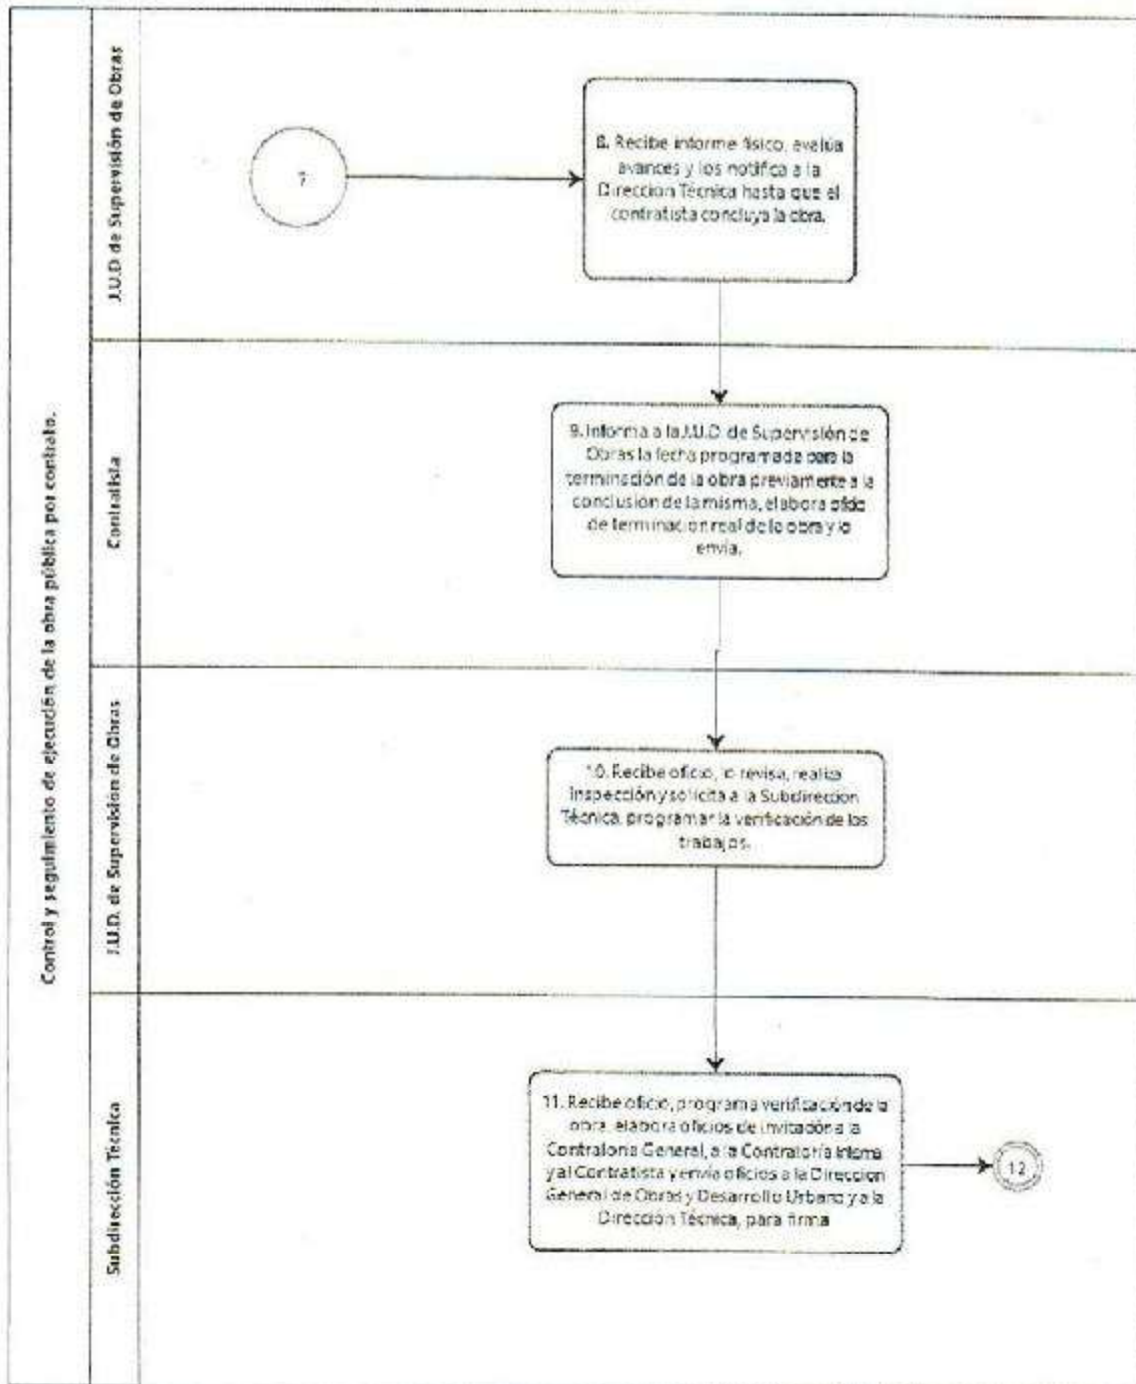 Control y seguimiento de ejecución de la obra pública por contrato.
J.U.D de Supervisión de Obras
7
8. Recibe informe físico, evalúa
avances y los notifica a la
Direccion Técnica hasta que el
contratista concluya la obra.
Contratista
9. Informa a la J.U.D. de Supervisión de
Obras la fecha programada para la
terminación de la obra previamente a la
conclusión de la misma, elabora oficio
de terminación real de la obra y lo
envía.
J.U.D. de Supervisión de Obras
10. Recibe oficio, lo revisa, realiza
inspección y solicita a la Subdireccion
Técnica, programar la verificación de los
trabajos.
Subdirección Técnica
11. Recibe oficio, programa verificación de la
obra, elabora oficios de invitación a la
Contraloría General, a la Contraloría Interna
y al Contratista y envía oficios a la Direccion
General de Obras y Desarrollo Urbano y a la
Dirección Técnica, para firma
12